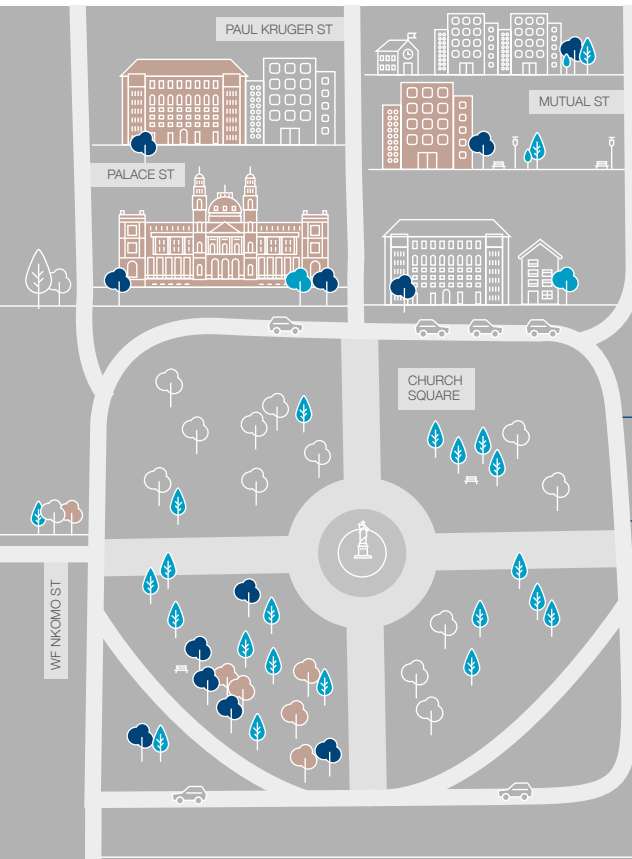 PAUL KRUGER ST
MUTUAL ST
PALACE ST
CHURCH
SQUARE
WF NKOMO ST